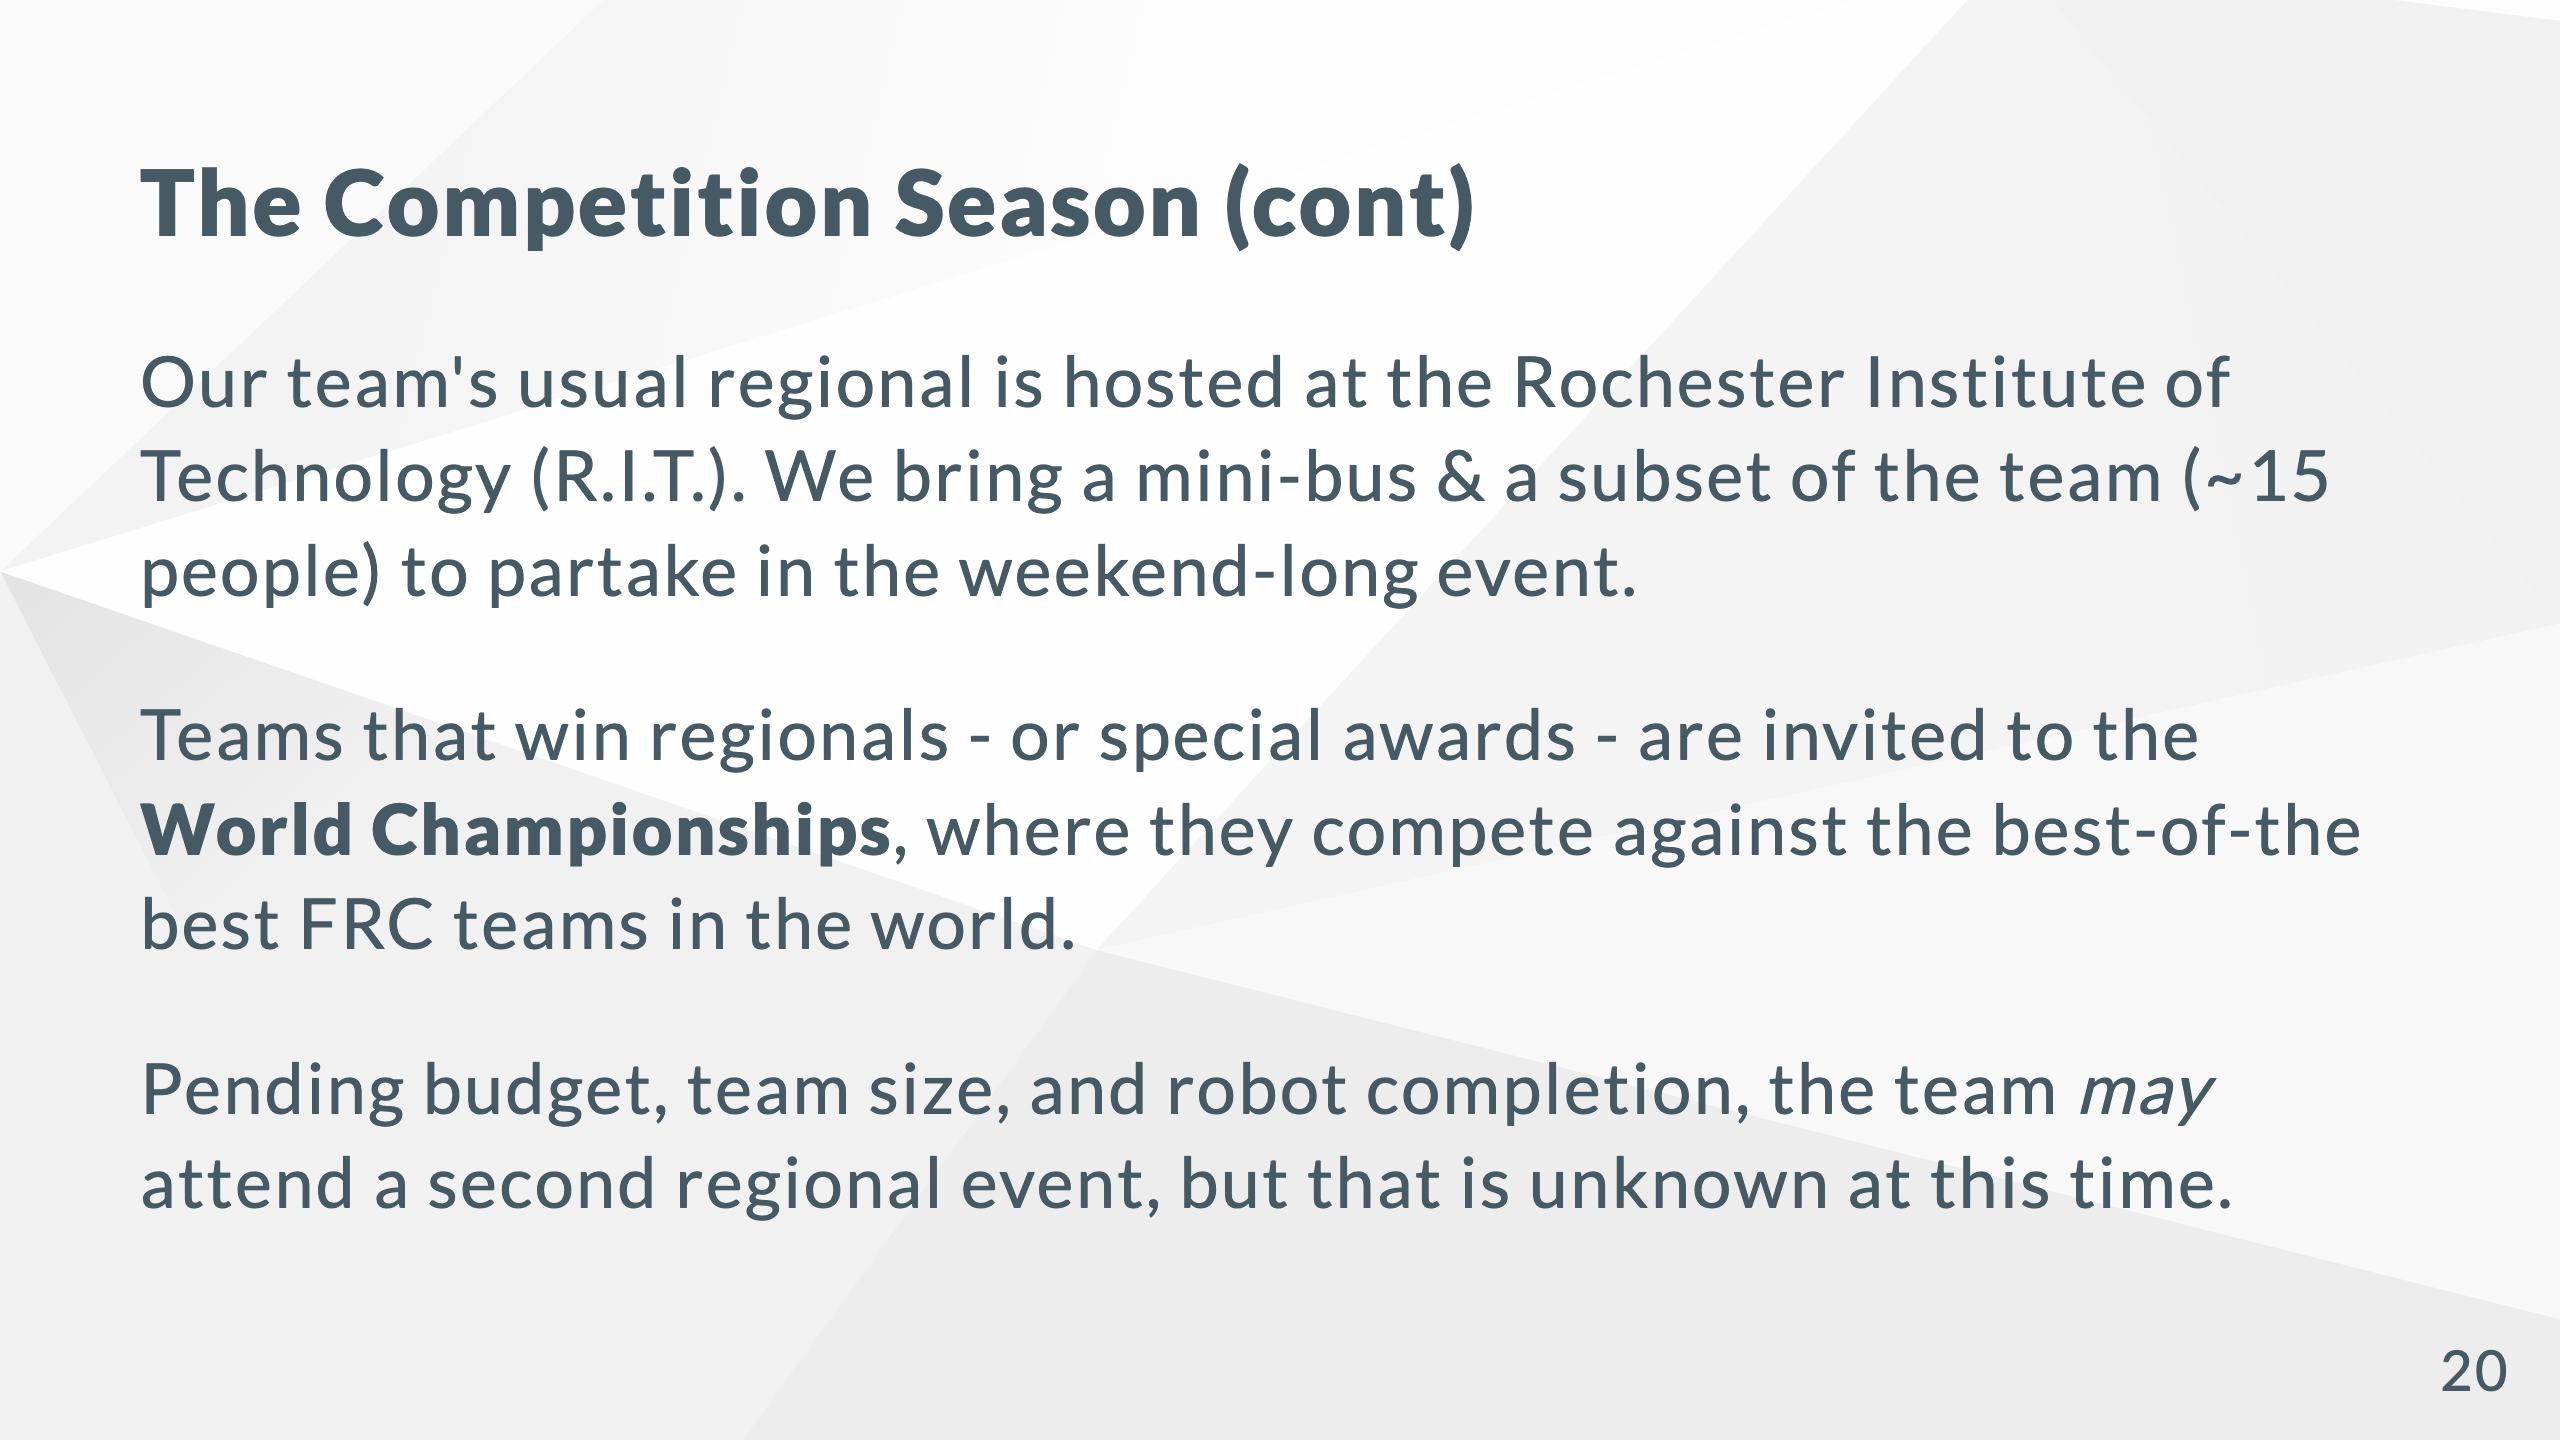 The Competition Season (cont)
Our team's usual regional is hosted at the Rochester Institute of
Technology (R.I.T.). We bring a mini-bus & a subset of the team (~15
people) to partake in the weekend-long event.
Teams that win regionals - or special awards - are invited to the
World Championships, where they compete against the best-of-the
best FRC teams in the world.
Pending budget, team size, and robot completion, the team may
attend a second regional event, but that is unknown at this time.
20